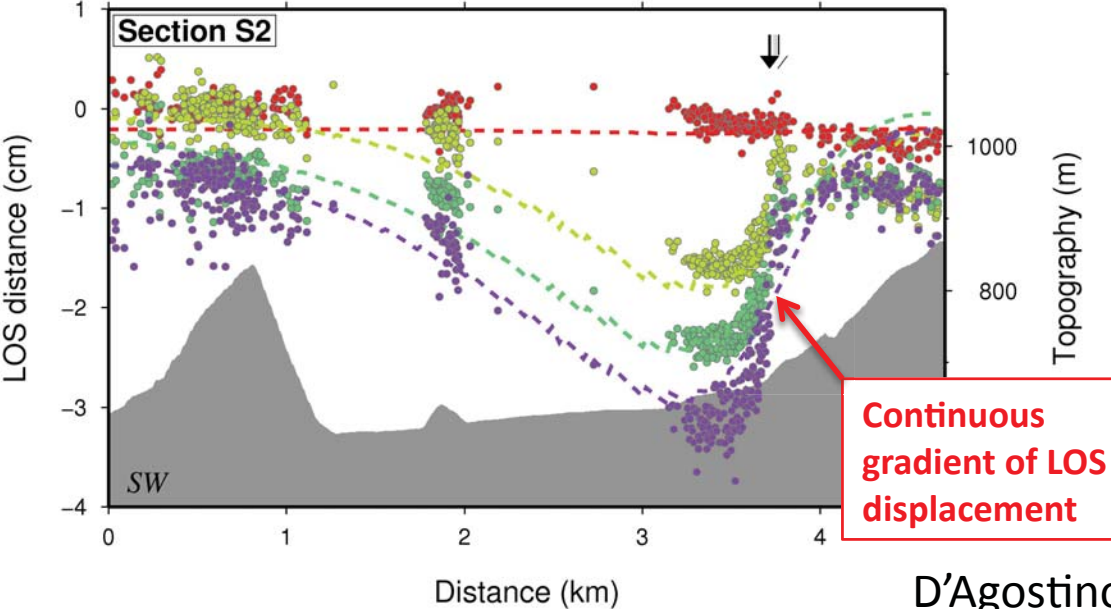 Section S2
LOS distance (cm)
1
0
−1
−2
−3
−4
0
1
2
3
4
Distance (km)
1000
800
Topography (m)
SW
Continuous
gradient of LOS
displacement
D’Agostino